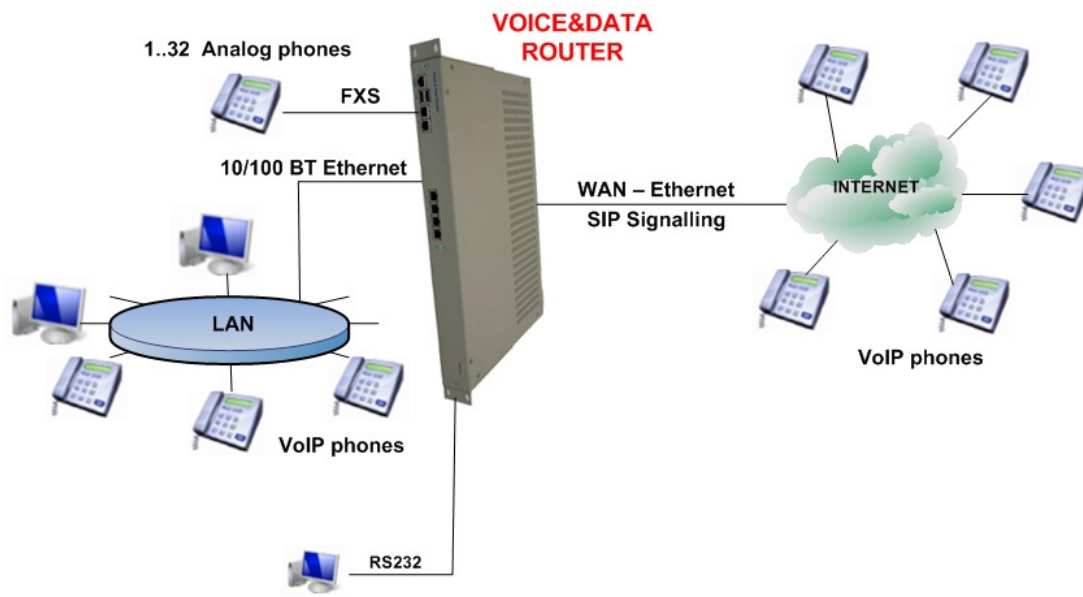 VOICE&DATA
ROUTER
1..32 Analog phones
FXS
10/100 BT Ethernet
WAN – Ethernet
SIP Signalling
INTERNET
LAN
VoIP phones
VoIP phones
RS232